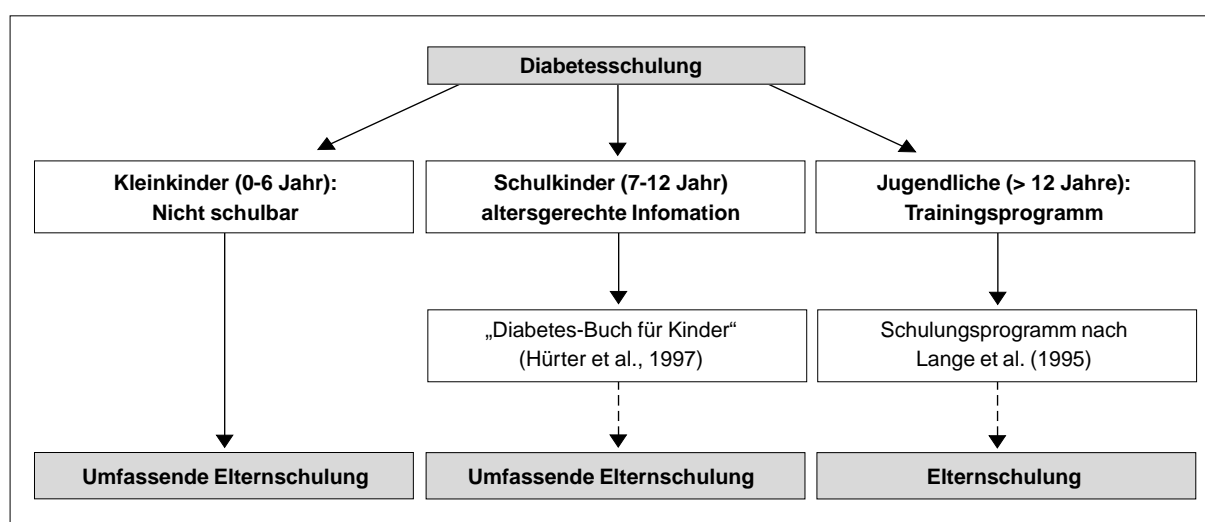 Diabetesschulung
Kleinkinder (0-6 Jahr):
Nicht schulbar
Schulkinder (7-12 Jahr)
altersgerechte Infomation
Jugendliche (> 12 Jahre):
Trainingsprogramm
„Diabetes-Buch für Kinder“
(Hürter et al., 1997)
Schulungsprogramm nach
Lange et al. (1995)
Umfassende Elternschulung
Umfassende Elternschulung
Elternschulung